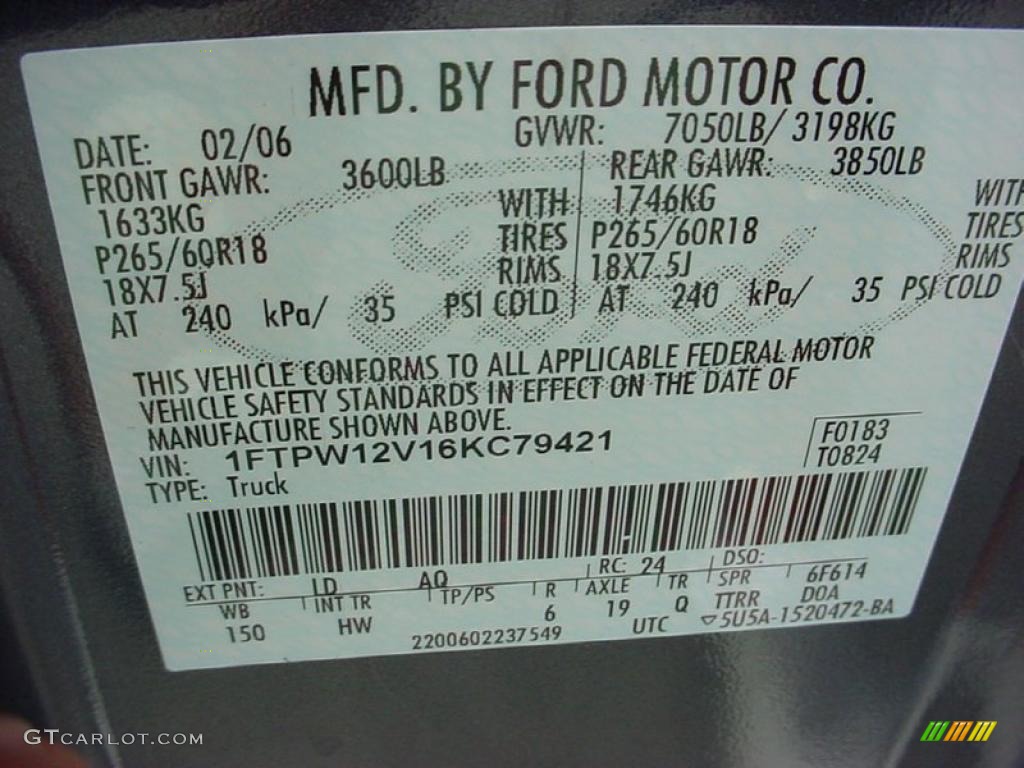 MFD. BY FORD MOTOR CO.
DATE: 02/06 GVWR: 7050LB/ 3198KG
FRONT GAWR: 3600LB REAR GAWR: 3850LB
1633KG WITH 1746KG WITH
P265/60R18 TIRES P265/60R18 TIRES
18X7.5J RIMS 18X7.5J RIMS
AT 240 kPa/ 35 PSI COLD AT 240 kPa/ 35 PSI COLD
THIS VEHICLE CONFORMS TO ALL APPLICABLE FEDERAL MOTOR
VEHICLE SAFETY STANDARDS IN EFFECT ON THE DATE OF
MANUFACTURE SHOWN ABOVE.
VIN: 1FTPW12V16KC79421 F0183
TYPE: Truck T0824
EXT PNT: LD AQ RC: 24 DSO:
WB INT TR TP/PS R AXLE TR SPR 6F614
150 HW 6 19 Q TTRR D0A
2200602237549 UTC 5U5A-1520472-BA
GTCARLOT.COM